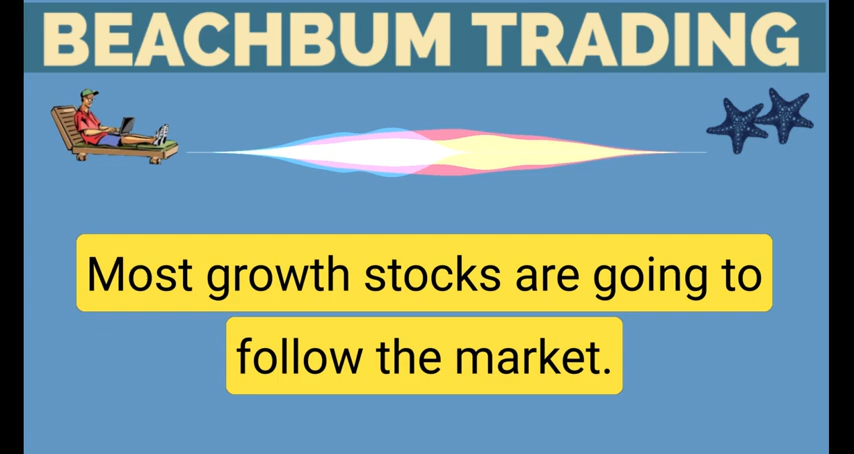 BEACHBUM TRADING
Most growth stocks are going to
follow the market.